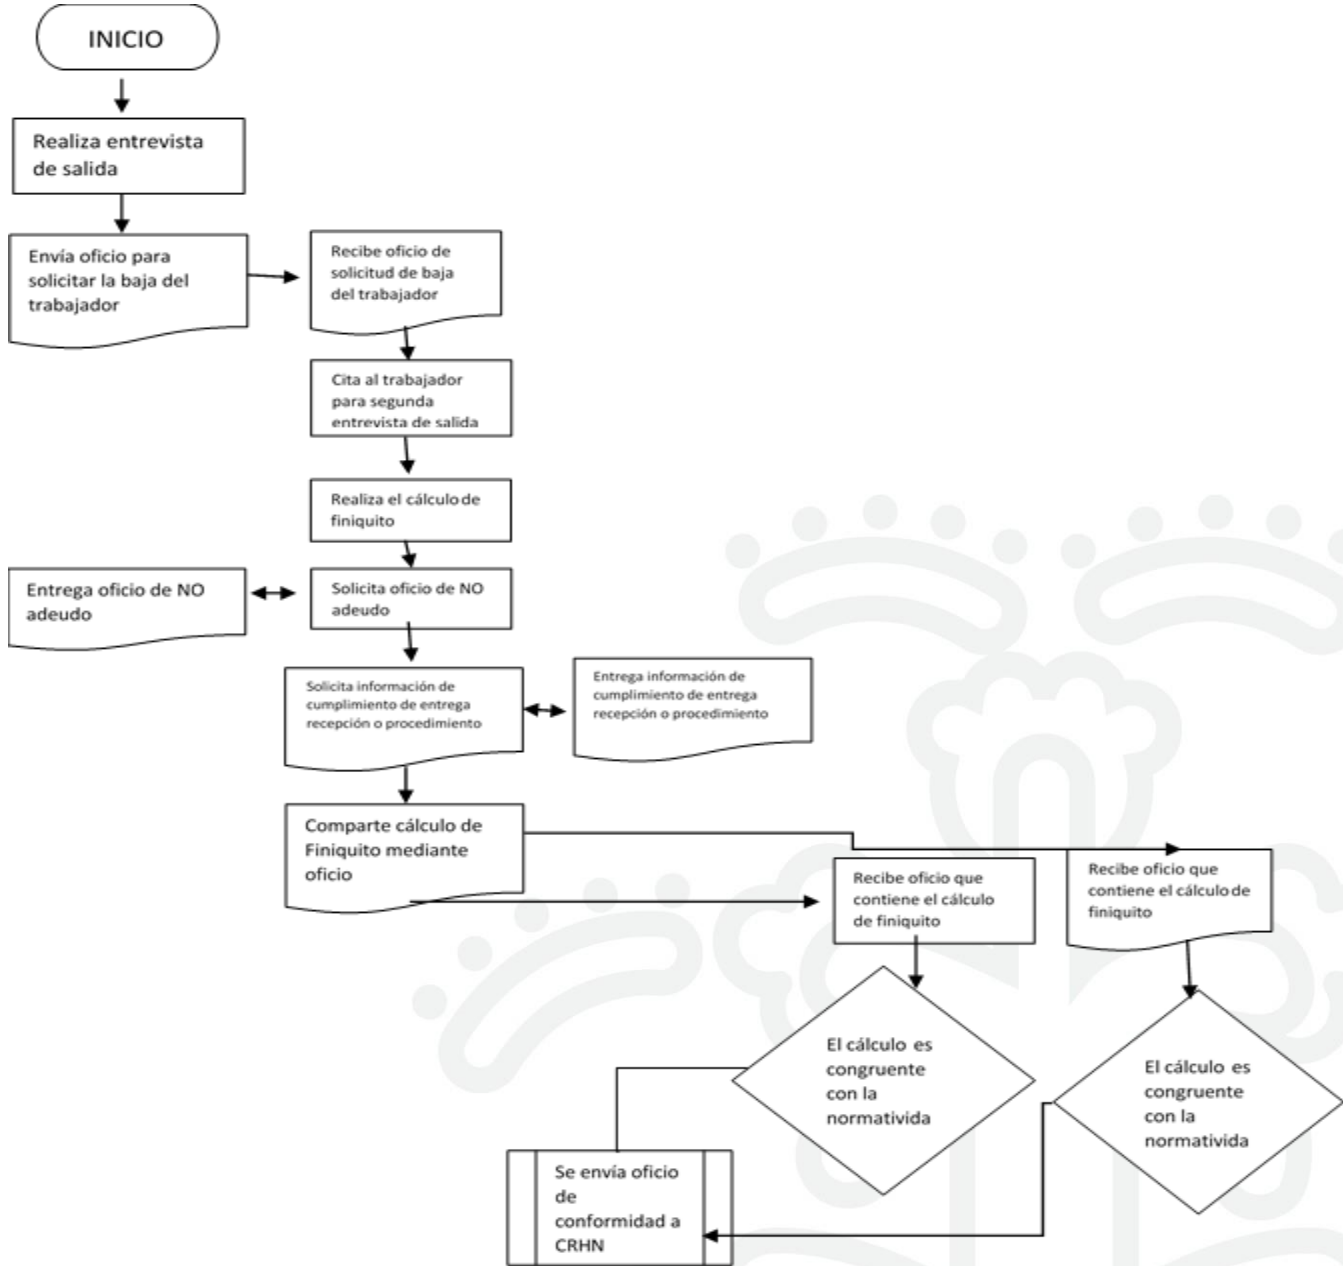 INICIO
Realiza entrevista
de salida
Envía oficio para
solicitar la baja del
trabajador
Recibe oficio de
solicitud de baja
del trabajador
Cita al trabajador
para segunda
entrevista de salida
Realiza el cálculo de
finiquito
Entrega oficio de NO
adeudo
Solicita oficio de NO
adeudo
Solicita información de
cumplimiento de entrega
recepción o procedimiento
Entrega información de
cumplimiento de entrega
recepción o procedimiento
Comparte cálculo de
Finiquito mediante
oficio
Recibe oficio que
contiene el cálculo
de finiquito
Recibe oficio que
contiene el cálculo de
finiquito
El cálculo es
congruente
con la
normativida
El cálculo es
congruente
con la
normativida
Se envía oficio
de
conformidad a
CRHN